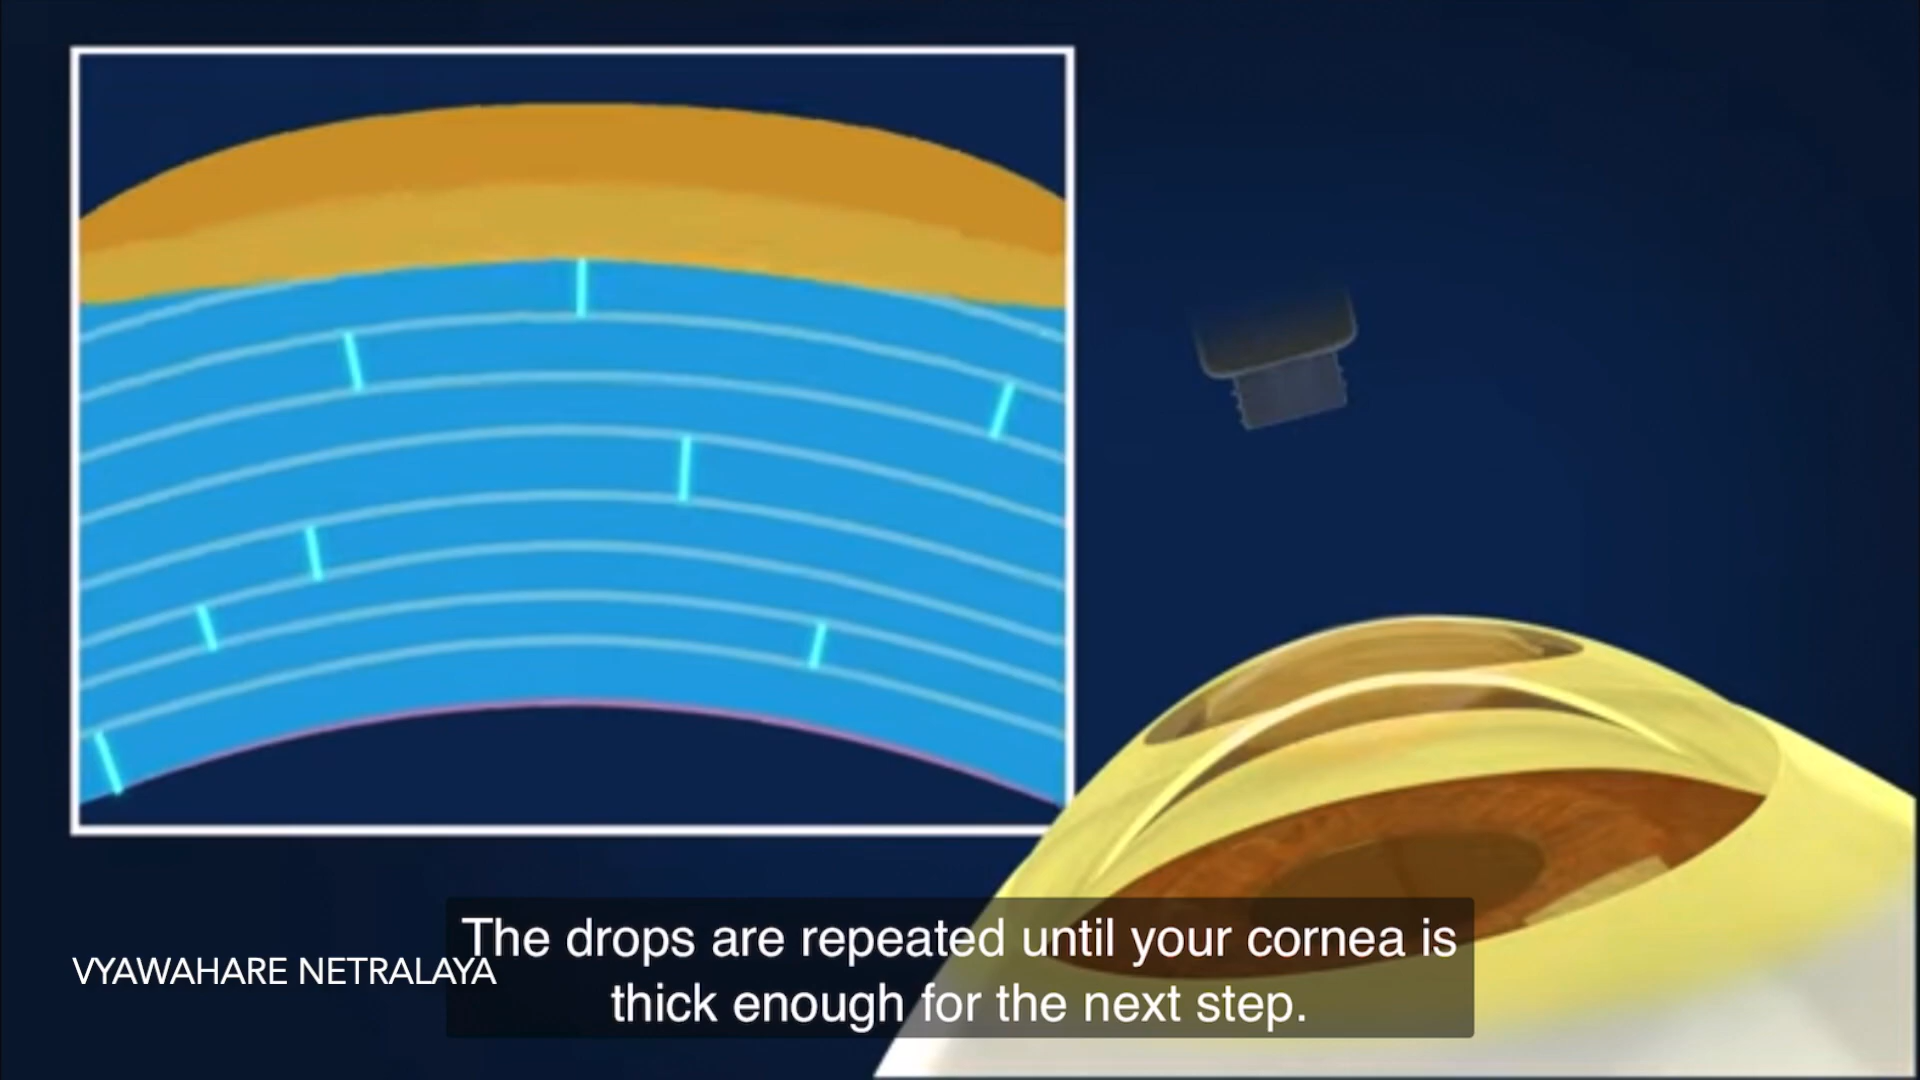 The drops are repeated until your cornea is
thick enough for the next step.
VYAWAHARE NETRALAYA